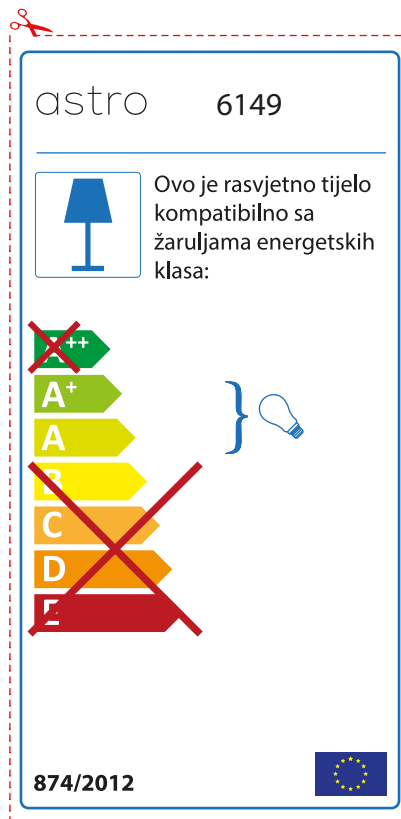 astro 6149
Ovo je rasvjetno tijelo
kompatibilno sa
žaruljama energetskih
klasa:
A++
A+
A
B
C
D
E
874/2012